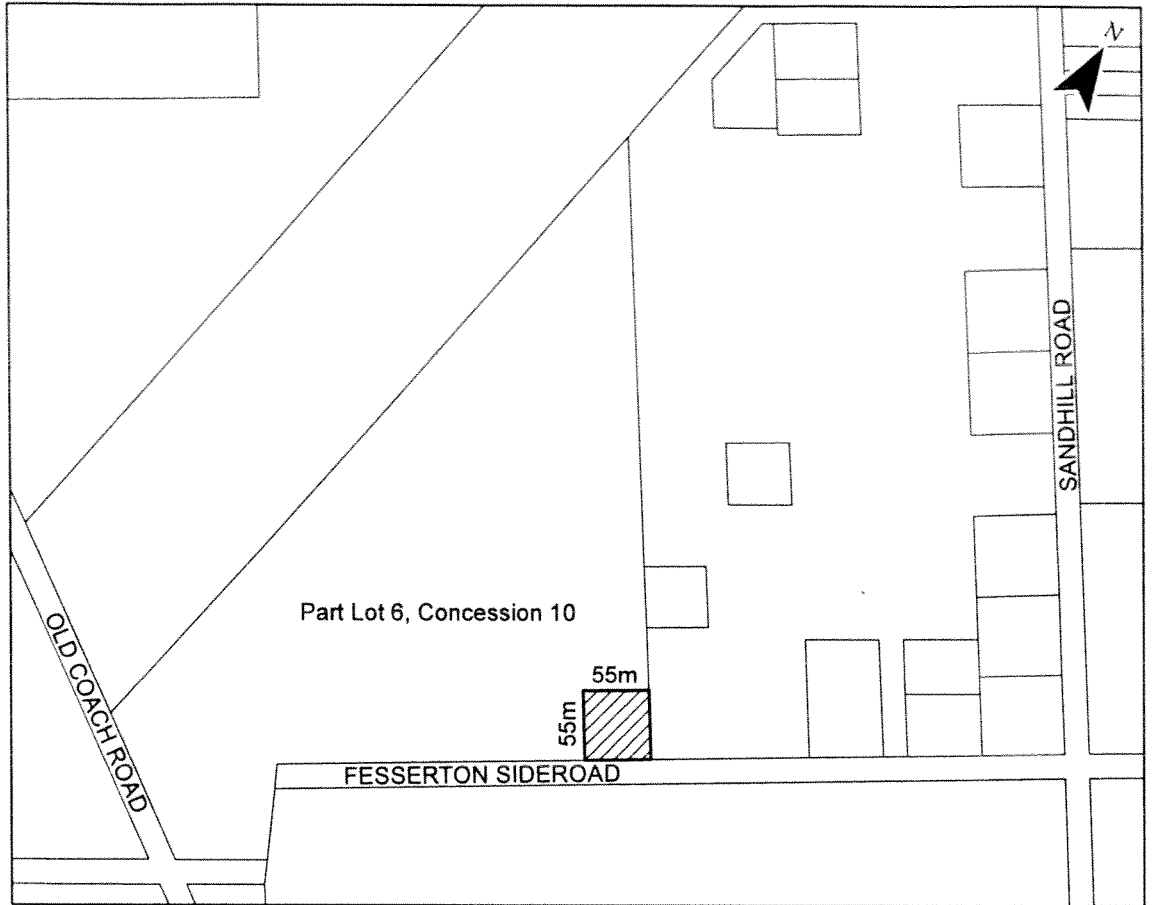 N
SANDHILL ROAD
Part Lot 6, Concession 10
OLD COACH ROAD
55m
55m
FESSERTON SIDEROAD